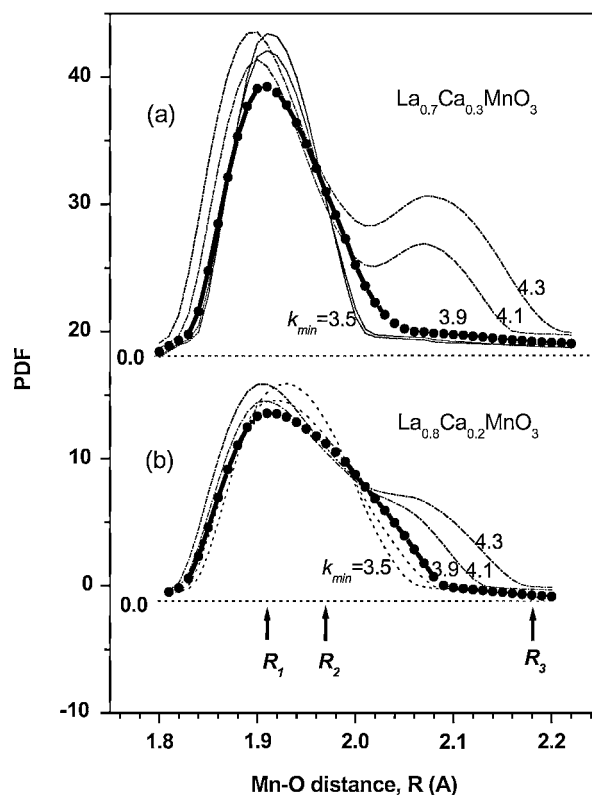 40
(a)
La0.7Ca0.3MnO3
30
4.3
kmin=3.5
3.9
4.1
20
0.0
PDF
(b)
La0.8Ca0.2MnO3
10
4.3
kmin=3.5
3.9
4.1
0
0.0
R1
R2
R3
-10
1.8 1.9 2.0 2.1 2.2
Mn-O distance, R (A)